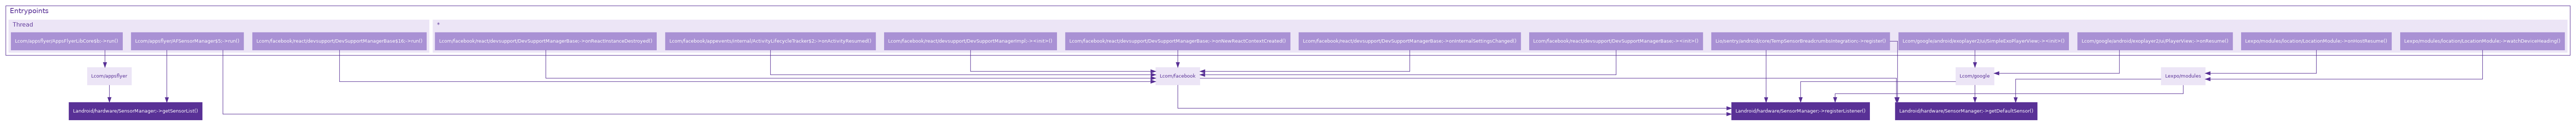 Entrypoints
Thread
*
Lcom/appsflyer/AppsFlyerLibCore$b;->run()
Lcom/appsflyer/AFSensorManager$5;->run()
Lcom/facebook/react/devsupport/DevSupportManagerBase$18;->run()
Lcom/facebook/react/devsupport/DevSupportManagerBase;->onReactInstanceDestroyed()
Lcom/facebook/appevents/internal/ActivityLifecycleTracker$2;->onActivityResumed()
Lcom/facebook/react/devsupport/DevSupportManagerImpl;-><init>()
Lcom/facebook/react/devsupport/DevSupportManagerBase;->onNewReactContextCreated()
Lcom/facebook/react/devsupport/DevSupportManagerBase;->onInternalSettingsChanged()
Lcom/facebook/react/devsupport/DevSupportManagerBase;-><init>()
Lio/sentry/android/core/TempSensorBreadcrumbsIntegration;->register()
Lcom/google/android/exoplayer2/ui/SimpleExoPlayerView;-><init>()
Lcom/google/android/exoplayer2/ui/PlayerView;->onResume()
Lexpo/modules/location/LocationModule;->onHostResume()
Lexpo/modules/location/LocationModule;->watchDeviceHeading()
Lcom/appsflyer
Lcom/facebook
Lcom/google
Lexpo/modules
Landroid/hardware/SensorManager;->getSensorList()
Landroid/hardware/SensorManager;->registerListener()
Landroid/hardware/SensorManager;->getDefaultSensor()